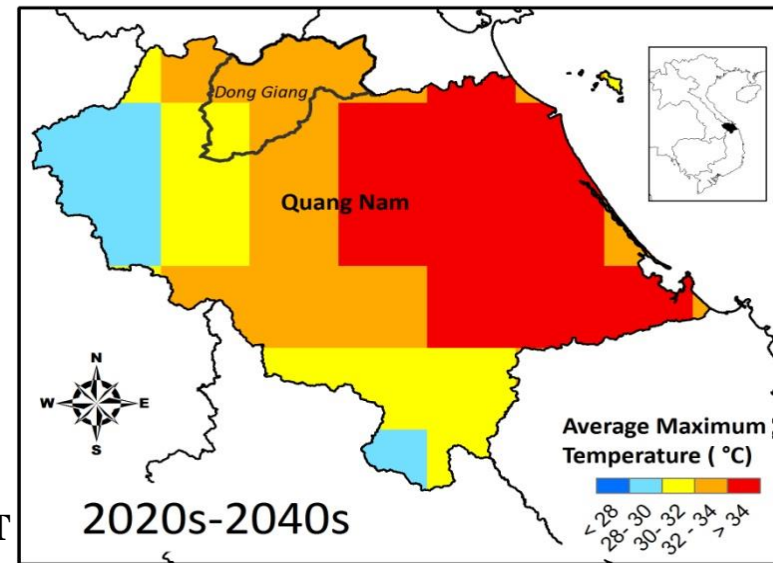 Dong Giang
Quang Nam
N
W E
S
Average Maximum
Temperature ( °C)
< 28
28- 30
30- 32
32 - 34
> 34
2020s-2040s
T